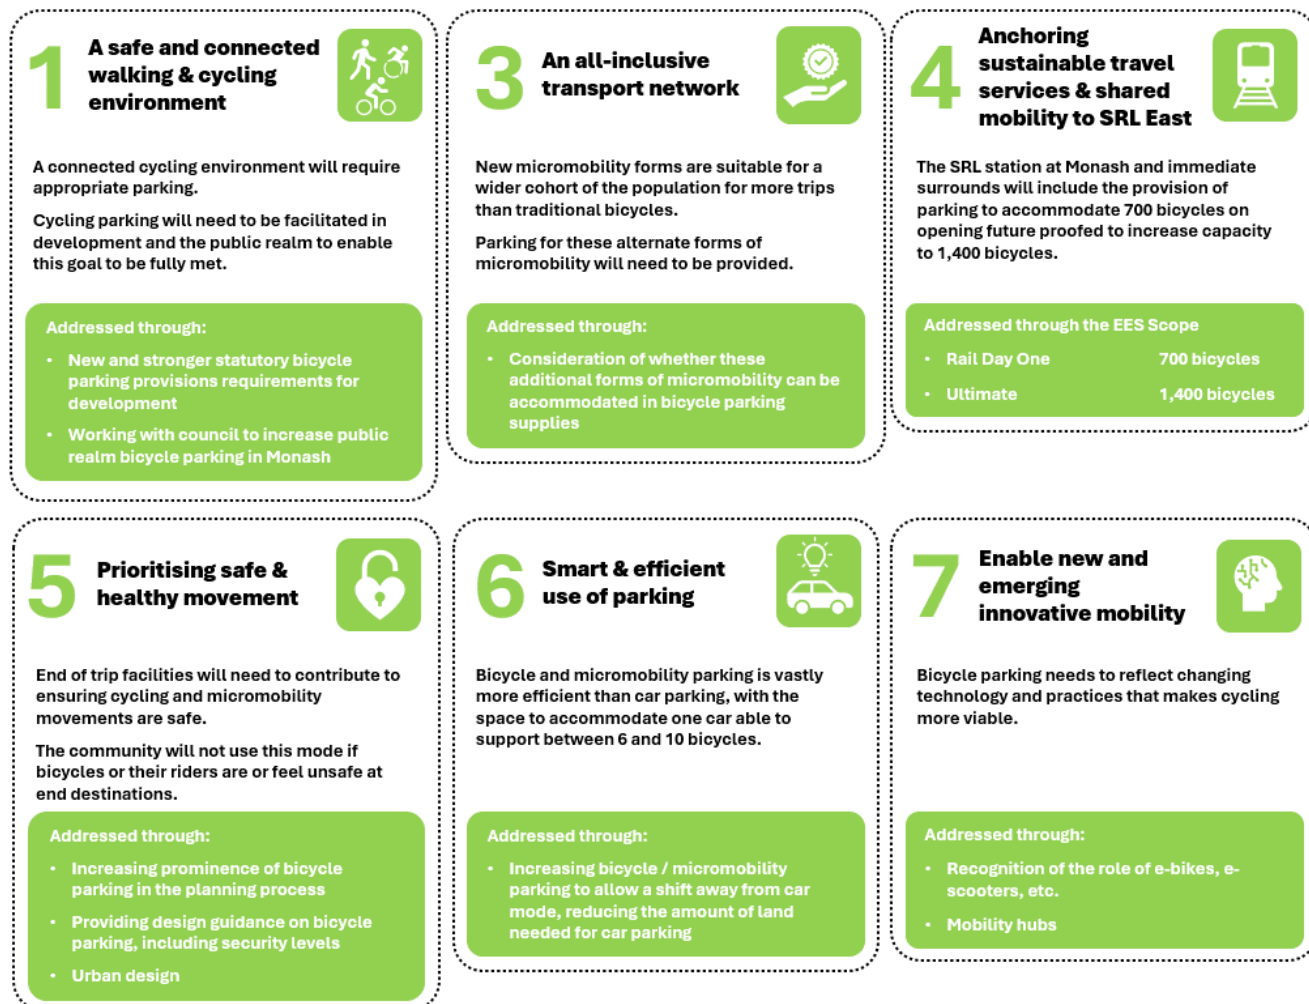 1
A safe and connected
walking & cycling
environment
A connected cycling environment will require
appropriate parking.
Cycling parking will need to be facilitated in
development and the public realm to enable
this goal to be fully met.
Addressed through:
• New and stronger statutory bicycle
parking provisions requirements for
development
• Working with council to increase public
realm bicycle parking in Monash
3
An all-inclusive
transport network
New micromobility forms are suitable for a
wider cohort of the population for more trips
than traditional bicycles.
Parking for these alternate forms of
micromobility will need to be provided.
Addressed through:
• Consideration of whether these
additional forms of micromobility can be
accommodated in bicycle parking
supplies
4
Anchoring
sustainable travel
services & shared
mobility to SRL East
The SRL station at Monash and immediate
surrounds will include the provision of
parking to accommodate 700 bicycles on
opening future proofed to increase capacity
to 1,400 bicycles.
Addressed through the EES Scope
• Rail Day One 700 bicycles
• Ultimate 1,400 bicycles
5
Prioritising safe &
healthy movement
End of trip facilities will need to contribute to
ensuring cycling and micromobility
movements are safe.
The community will not use this mode if
bicycles or their riders are or feel unsafe at
end destinations.
Addressed through:
• Increasing prominence of bicycle
parking in the planning process
• Providing design guidance on bicycle
parking, including security levels
• Urban design
6
Smart & efficient
use of parking
Bicycle and micromobility parking is vastly
more efficient than car parking, with the
space to accommodate one car able to
support between 6 and 10 bicycles.
Addressed through:
• Increasing bicycle / micromobility
parking to allow a shift away from car
mode, reducing the amount of land
needed for car parking
7
Enable new and
emerging
innovative mobility
Bicycle parking needs to reflect changing
technology and practices that makes cycling
more viable.
Addressed through:
• Recognition of the role of e-bikes, e-
scooters, etc.
• Mobility hubs